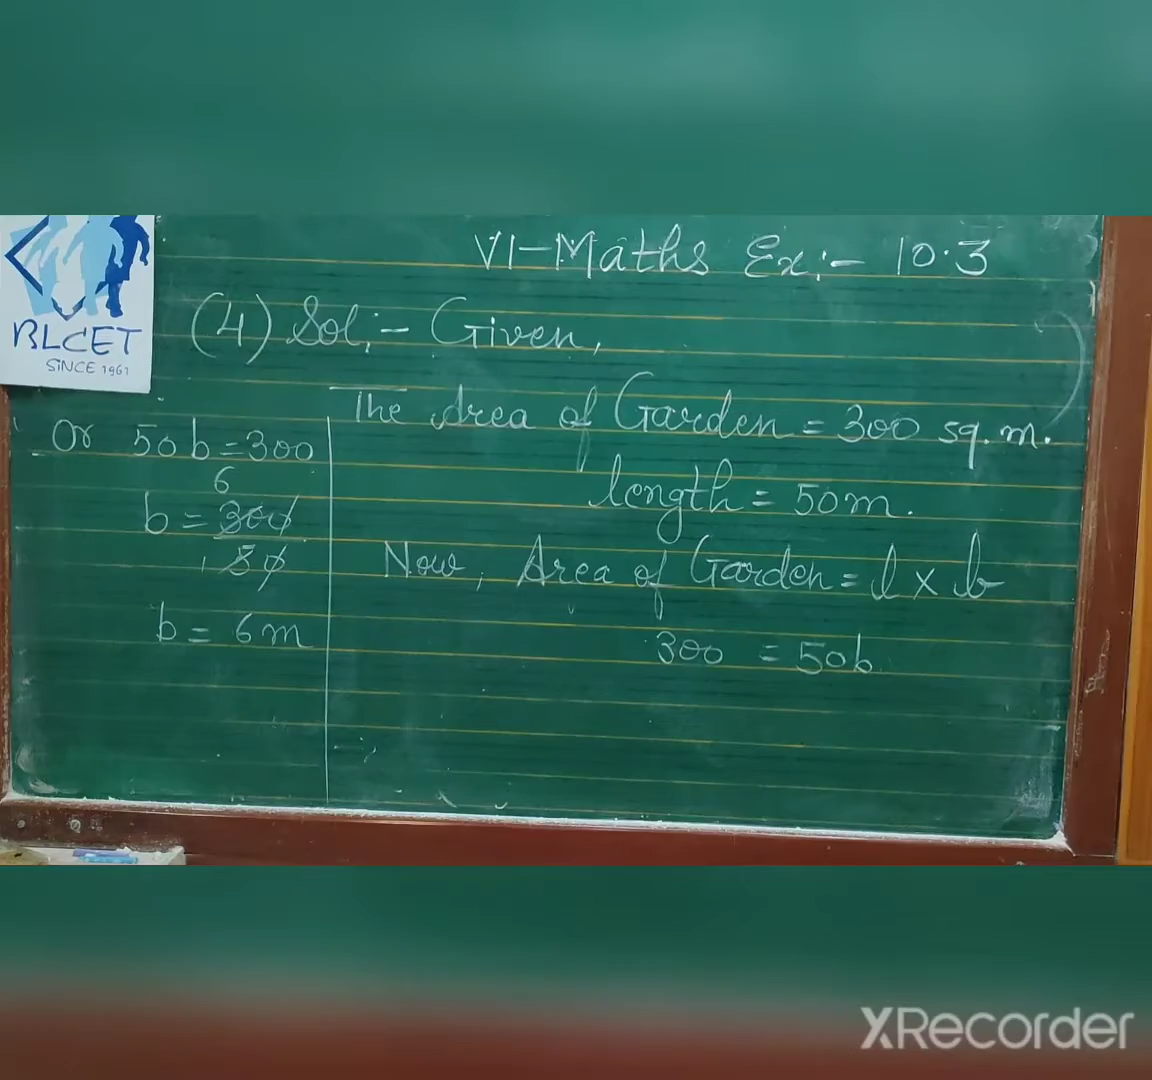 VI-Maths Ex:- 10.3
BLCET
SINCE 1961
(4) Sol:- Given,
The Area of Garden = 300 sq. m.
length = 50m.
Now, Area of Garden = l x b
300 = 50b
Or 50b = 300
6
b = 300
1 50
b = 6m
XRecorder